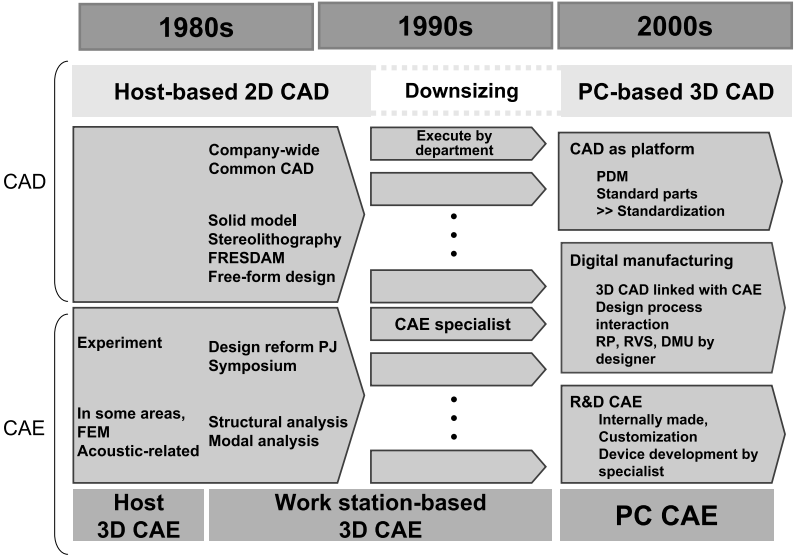 1980s
1990s
2000s
Host-based 2D CAD
Downsizing
PC-based 3D CAD
CAD
Company-wide
Common CAD
Solid model
Stereolithography
FRESDAM
Free-form design
Execute by
department
CAD as platform
PDM
Standard parts
>> Standardization
Digital manufacturing
3D CAD linked with CAE
Design process
interaction
RP, RVS, DMU by
designer
CAE
Experiment
In some areas,
FEM
Acoustic-related
Design reform PJ
Symposium
Structural analysis
Modal analysis
CAE specialist
R&D CAE
Internally made,
Customization
Device development by
specialist
Host
3D CAE
Work station-based
3D CAE
PC CAE